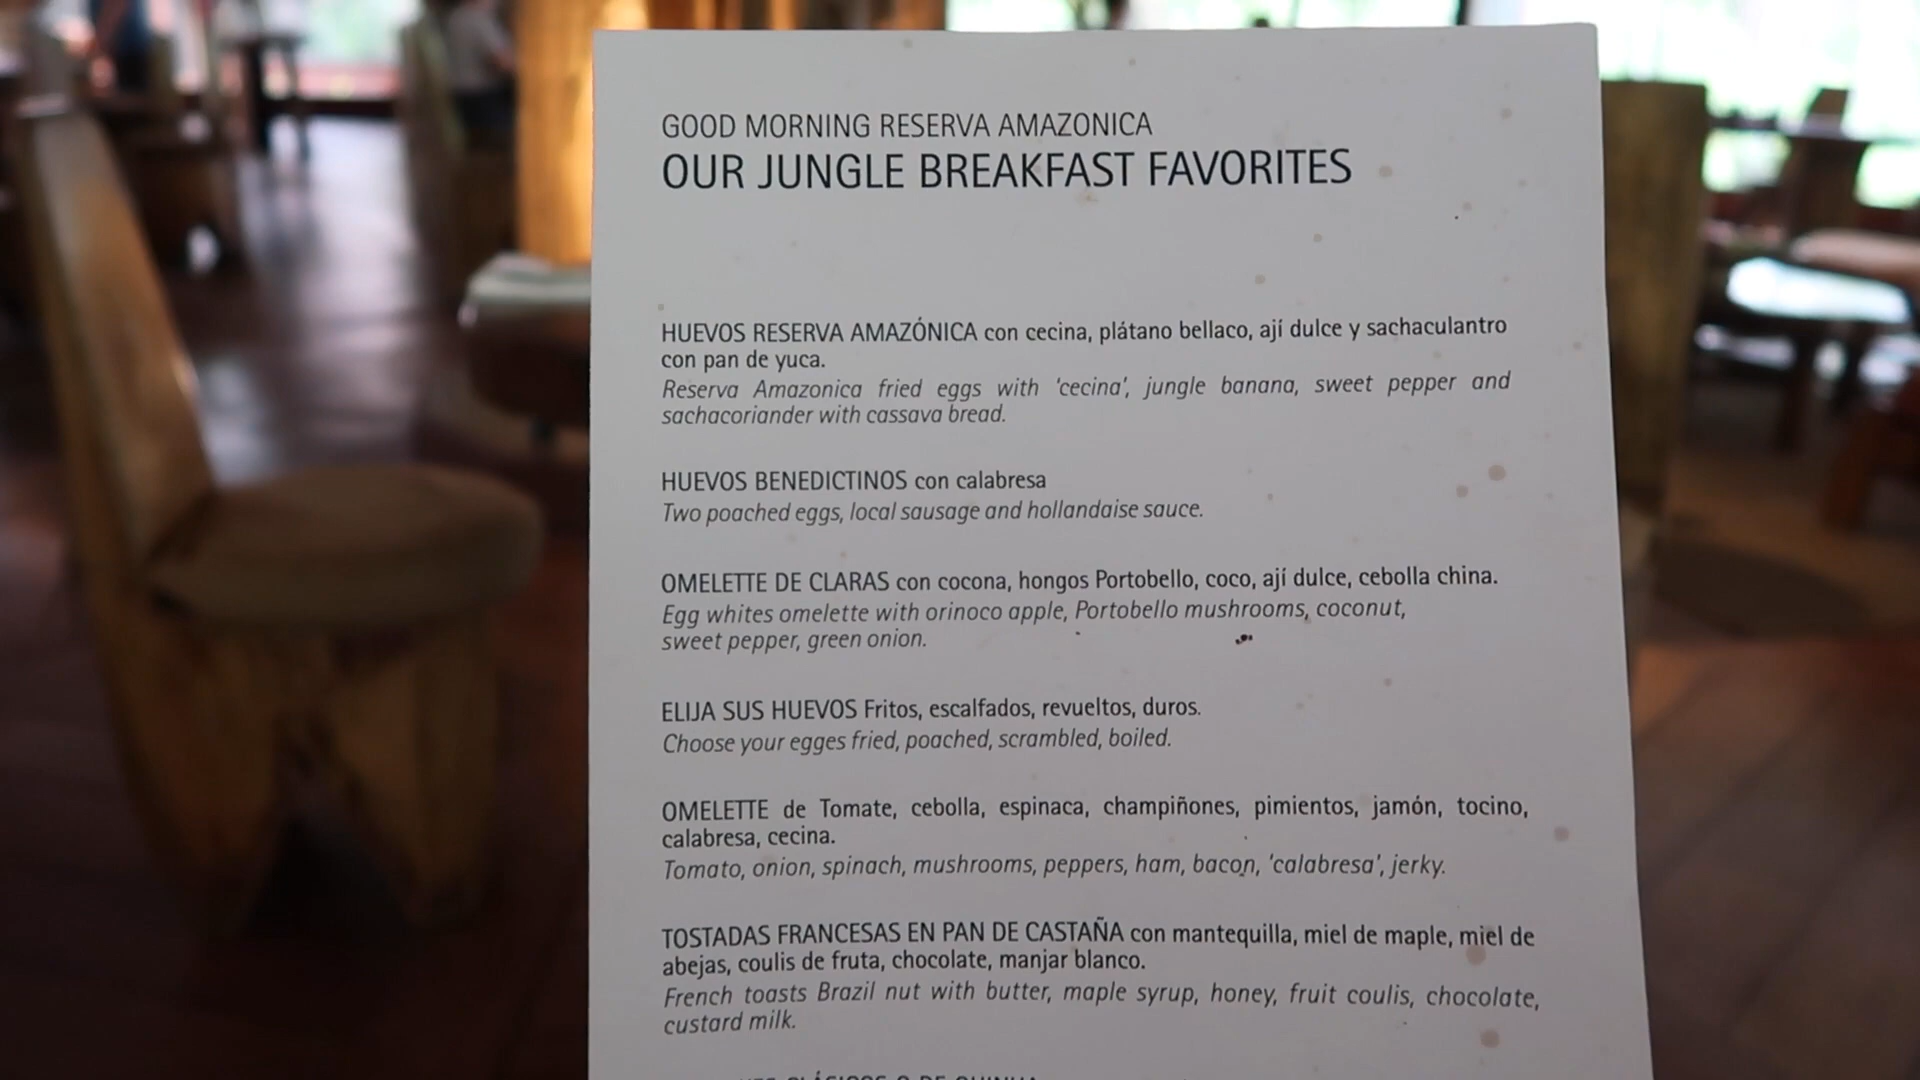 GOOD MORNING RESERVA AMAZONICA
OUR JUNGLE BREAKFAST FAVORITES
HUEVOS RESERVA AMAZÓNICA con cecina, plátano bellaco, ají dulce y sachaculantro
con pan de yuca.
Reserva Amazonica fried eggs with 'cecina', jungle banana, sweet pepper and
sachacoriander with cassava bread.
HUEVOS BENEDICTINOS con calabresa
Two poached eggs, local sausage and hollandaise sauce.
OMELETTE DE CLARAS con cocona, hongos Portobello, coco, ají dulce, cebolla china.
Egg whites omelette with orinoco apple, Portobello mushrooms, coconut,
sweet pepper, green onion.
ELIJA SUS HUEVOS Fritos, escalfados, revueltos, duros.
Choose your egges fried, poached, scrambled, boiled.
OMELETTE de Tomate, cebolla, espinaca, champiñones, pimientos, jamón, tocino,
calabresa, cecina.
Tomato, onion, spinach, mushrooms, peppers, ham, bacon, 'calabresa', jerky.
TOSTADAS FRANCESAS EN PAN DE CASTAÑA con mantequilla, miel de maple, miel de
abejas, coulis de fruta, chocolate, manjar blanco.
French toasts Brazil nut with butter, maple syrup, honey, fruit coulis, chocolate,
custard milk.